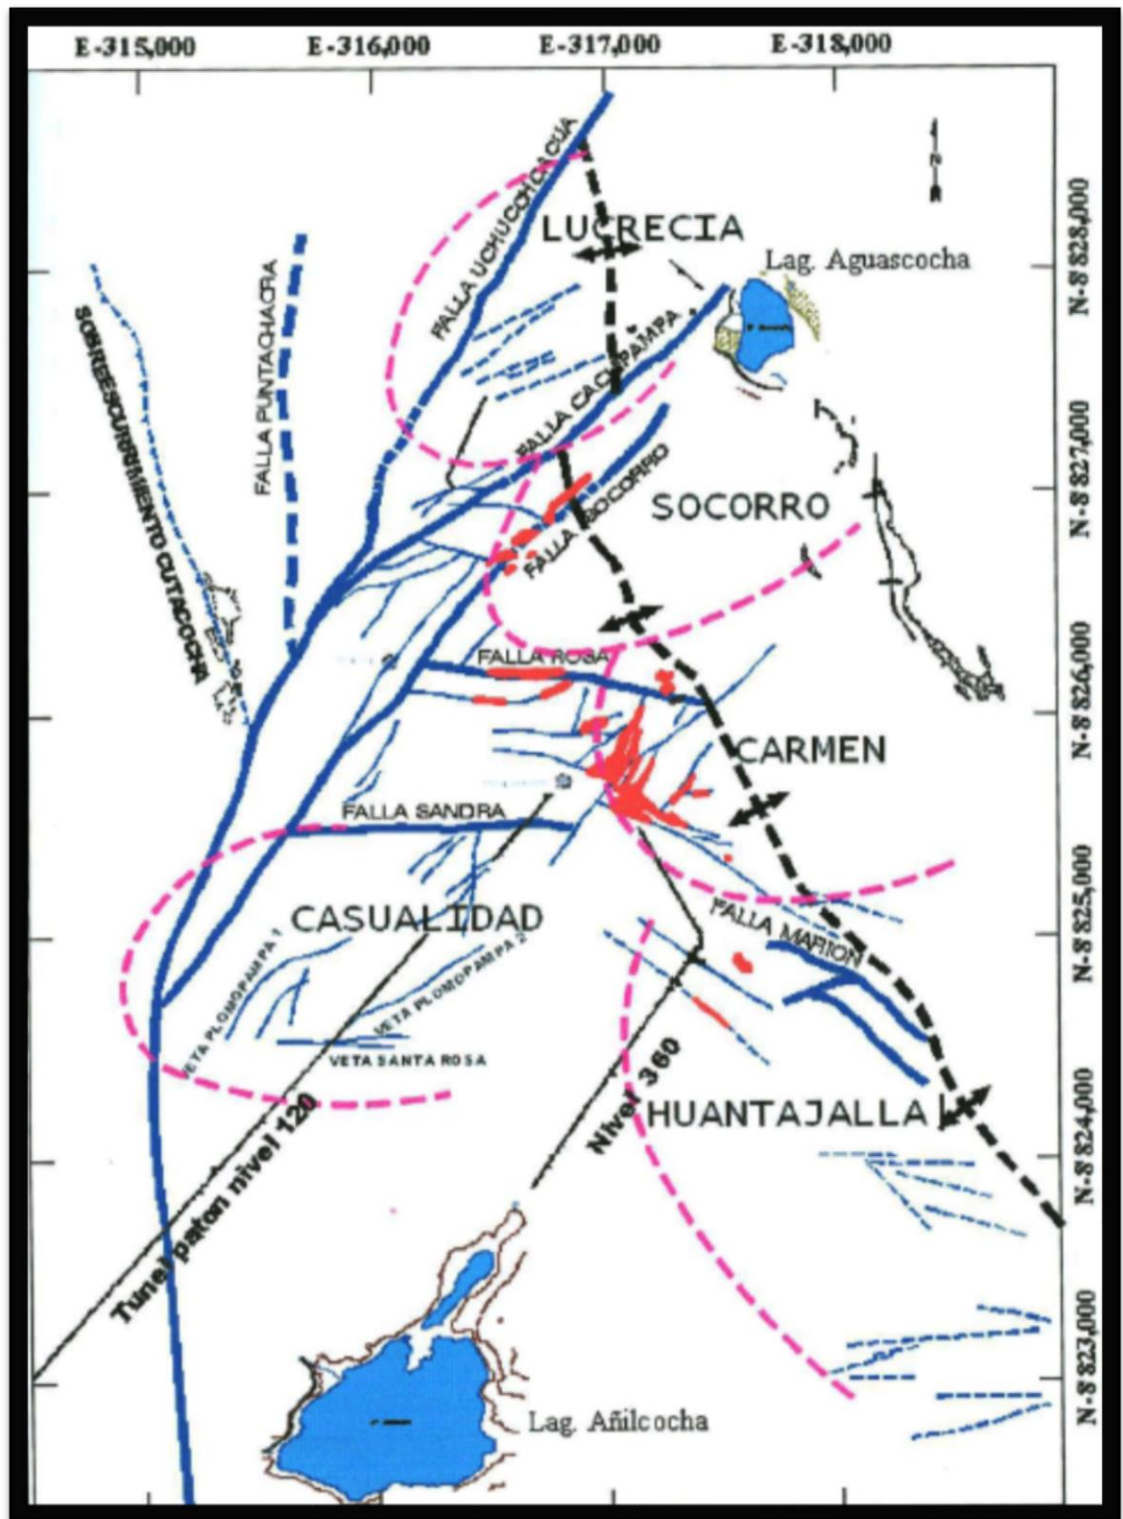 E-315,000
E-316,000
E-317,000
E-318,000
FALLA UCHUCCHCACUA
LUCRECIA
Lag. Aguascocha
N-8'828,000
FALLA PUNTACHACRA
SOBREESCURRIMIENTO CUTACOCHA
FALLA CACHIPAMPA
N-8'827,000
SOCORRO
FALLA SOCORRO
FALLA ROSA
N-8'826,000
CARMEN
FALLA SANDRA
N-8'825,000
CASUALIDAD
FALLA MARION
VETA PLOMOPAMPA 1
VETA PLOMOPAMPA 2
VETA SANTA ROSA
Nivel 360
HUANTAJALLA
N-8'824,000
Tunel paton nivel 120
N-8'823,000
Lag. Añilcocha